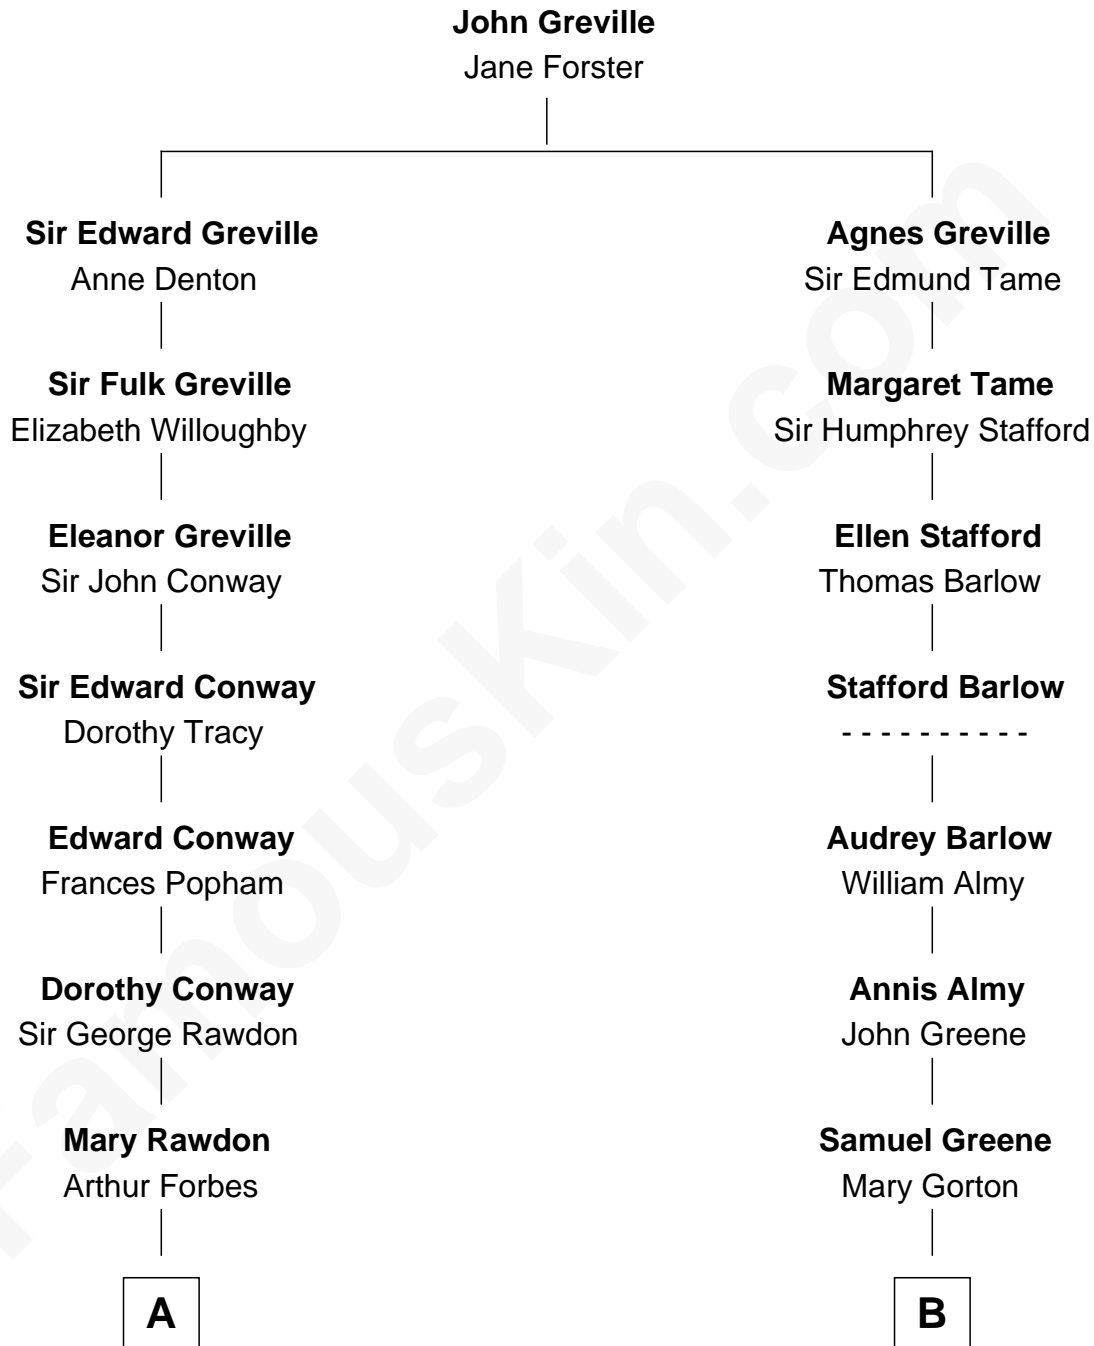 John Greville
Jane Forster
Sir Edward Greville
Anne Denton
Sir Fulk Greville
Elizabeth Willoughby
Eleanor Greville
Sir John Conway
Sir Edward Conway
Dorothy Tracy
Edward Conway
Frances Popham
Dorothy Conway
Sir George Rawdon
Mary Rawdon
Arthur Forbes
A
Agnes Greville
Sir Edmund Tame
Margaret Tame
Sir Humphrey Stafford
Ellen Stafford
Thomas Barlow
Stafford Barlow
- - - - - - - - - -
Audrey Barlow
William Almy
Annis Almy
John Greene
Samuel Greene
Mary Gorton
B
FamousKin.com